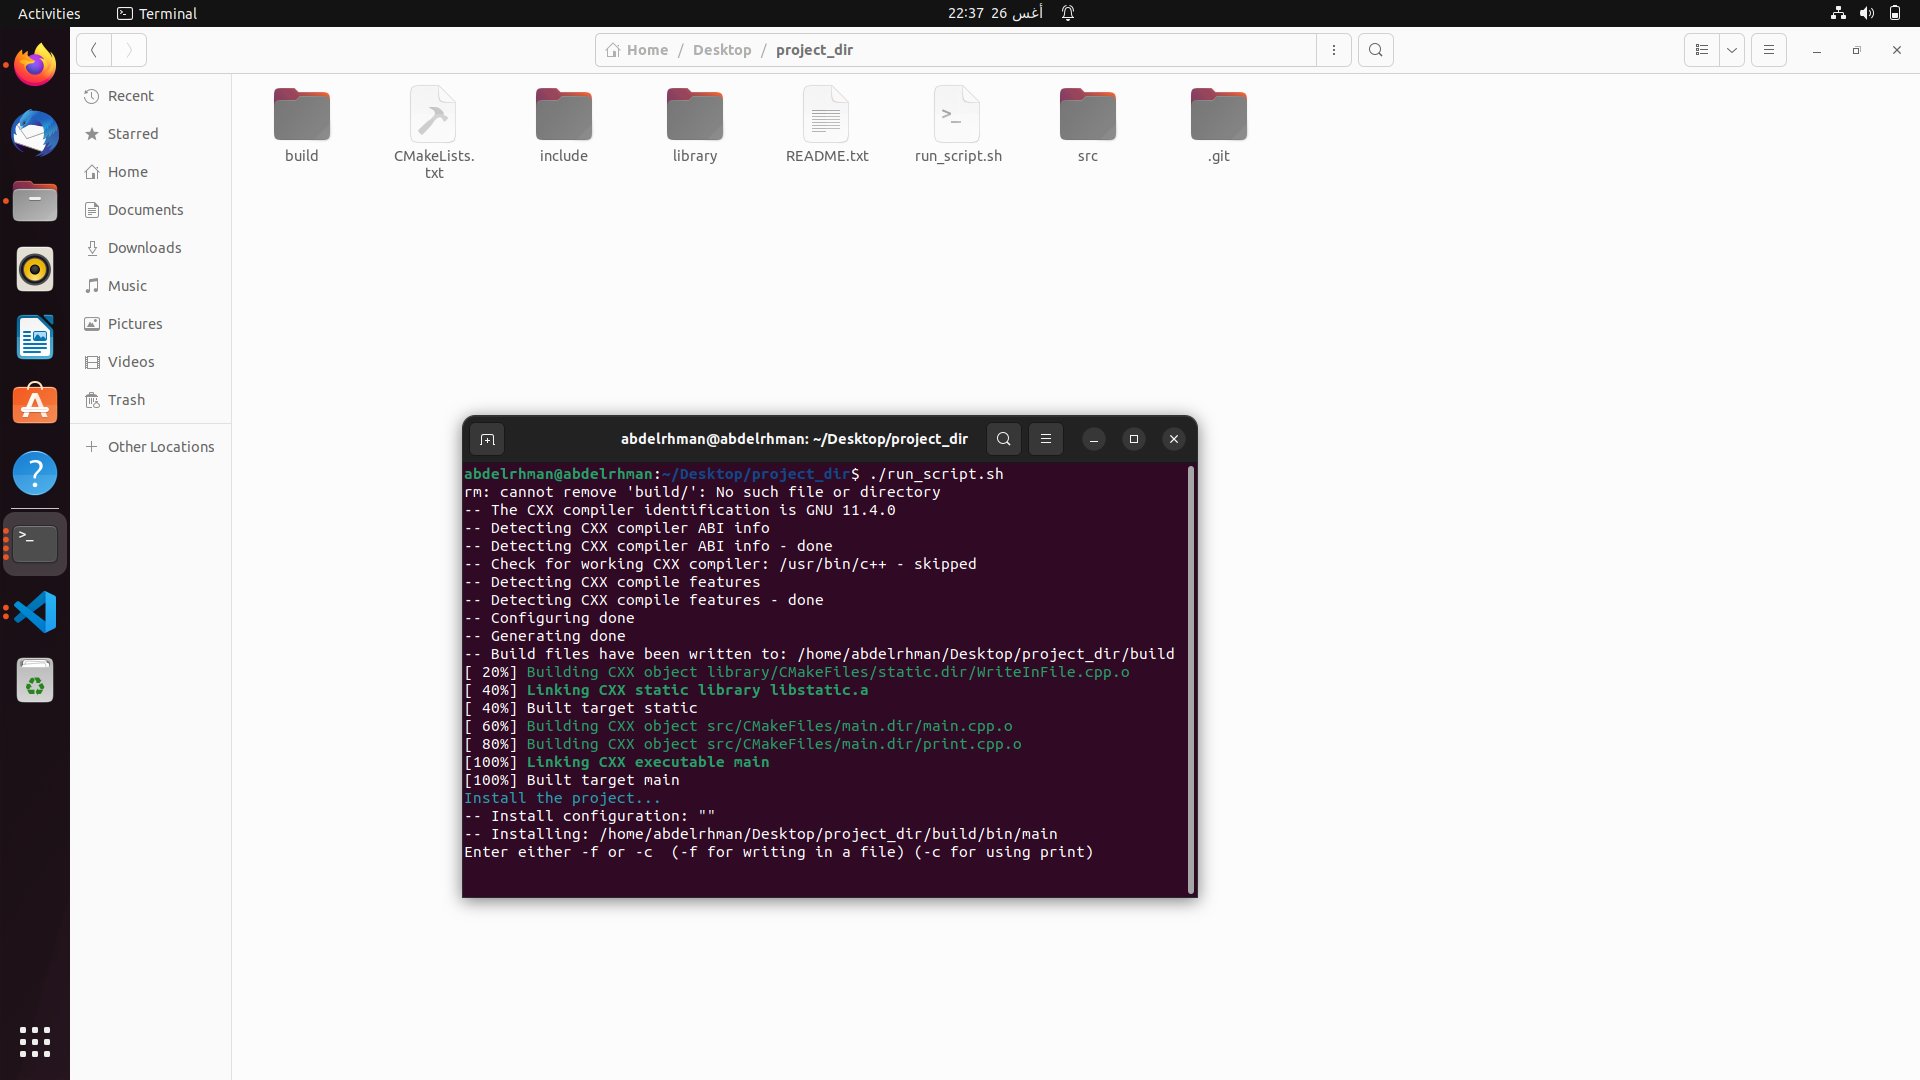 Activities
Terminal
22:37 26 أغس
Home / Desktop / project_dir
Recent
Starred
Home
Documents
Downloads
Music
Pictures
Videos
Trash
Other Locations
build
CMakeLists.
txt
include
library
README.txt
run_script.sh
src
.git
abdelrhman@abdelrhman: ~/Desktop/project_dir
abdelrhman@abdelrhman:~/Desktop/project_dir$ ./run_script.sh
rm: cannot remove 'build/': No such file or directory
-- The CXX compiler identification is GNU 11.4.0
-- Detecting CXX compiler ABI info
-- Detecting CXX compiler ABI info - done
-- Check for working CXX compiler: /usr/bin/c++ - skipped
-- Detecting CXX compile features
-- Detecting CXX compile features - done
-- Configuring done
-- Generating done
-- Build files have been written to: /home/abdelrhman/Desktop/project_dir/build
[ 20%] Building CXX object library/CMakeFiles/static.dir/WriteInFile.cpp.o
[ 40%] Linking CXX static library libstatic.a
[ 40%] Built target static
[ 60%] Building CXX object src/CMakeFiles/main.dir/main.cpp.o
[ 80%] Building CXX object src/CMakeFiles/main.dir/print.cpp.o
[100%] Linking CXX executable main
[100%] Built target main
Install the project...
-- Install configuration: ""
-- Installing: /home/abdelrhman/Desktop/project_dir/build/bin/main
Enter either -f or -c  (-f for writing in a file) (-c for using print)